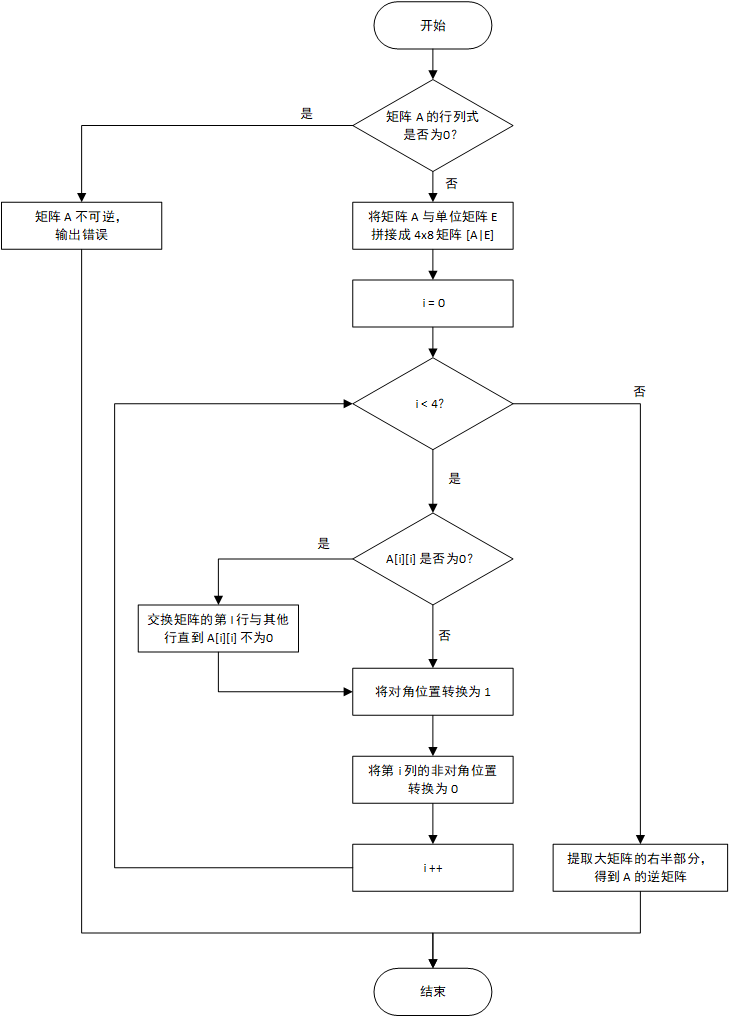 开始
矩阵 A 的行列式
是否为0?
是
否
矩阵 A 不可逆，
输出错误
将矩阵 A 与单位矩阵 E
拼接成 4x8 矩阵 [A|E]
i = 0
i < 4?
否
是
A[i][i] 是否为0?
是
交换矩阵的第 I 行与其他
行直到 A[i][i] 不为0
否
将对角位置转换为 1
将第 i 列的非对角位置
转换为 0
i ++
提取大矩阵的右半部分，
得到 A 的逆矩阵
结束